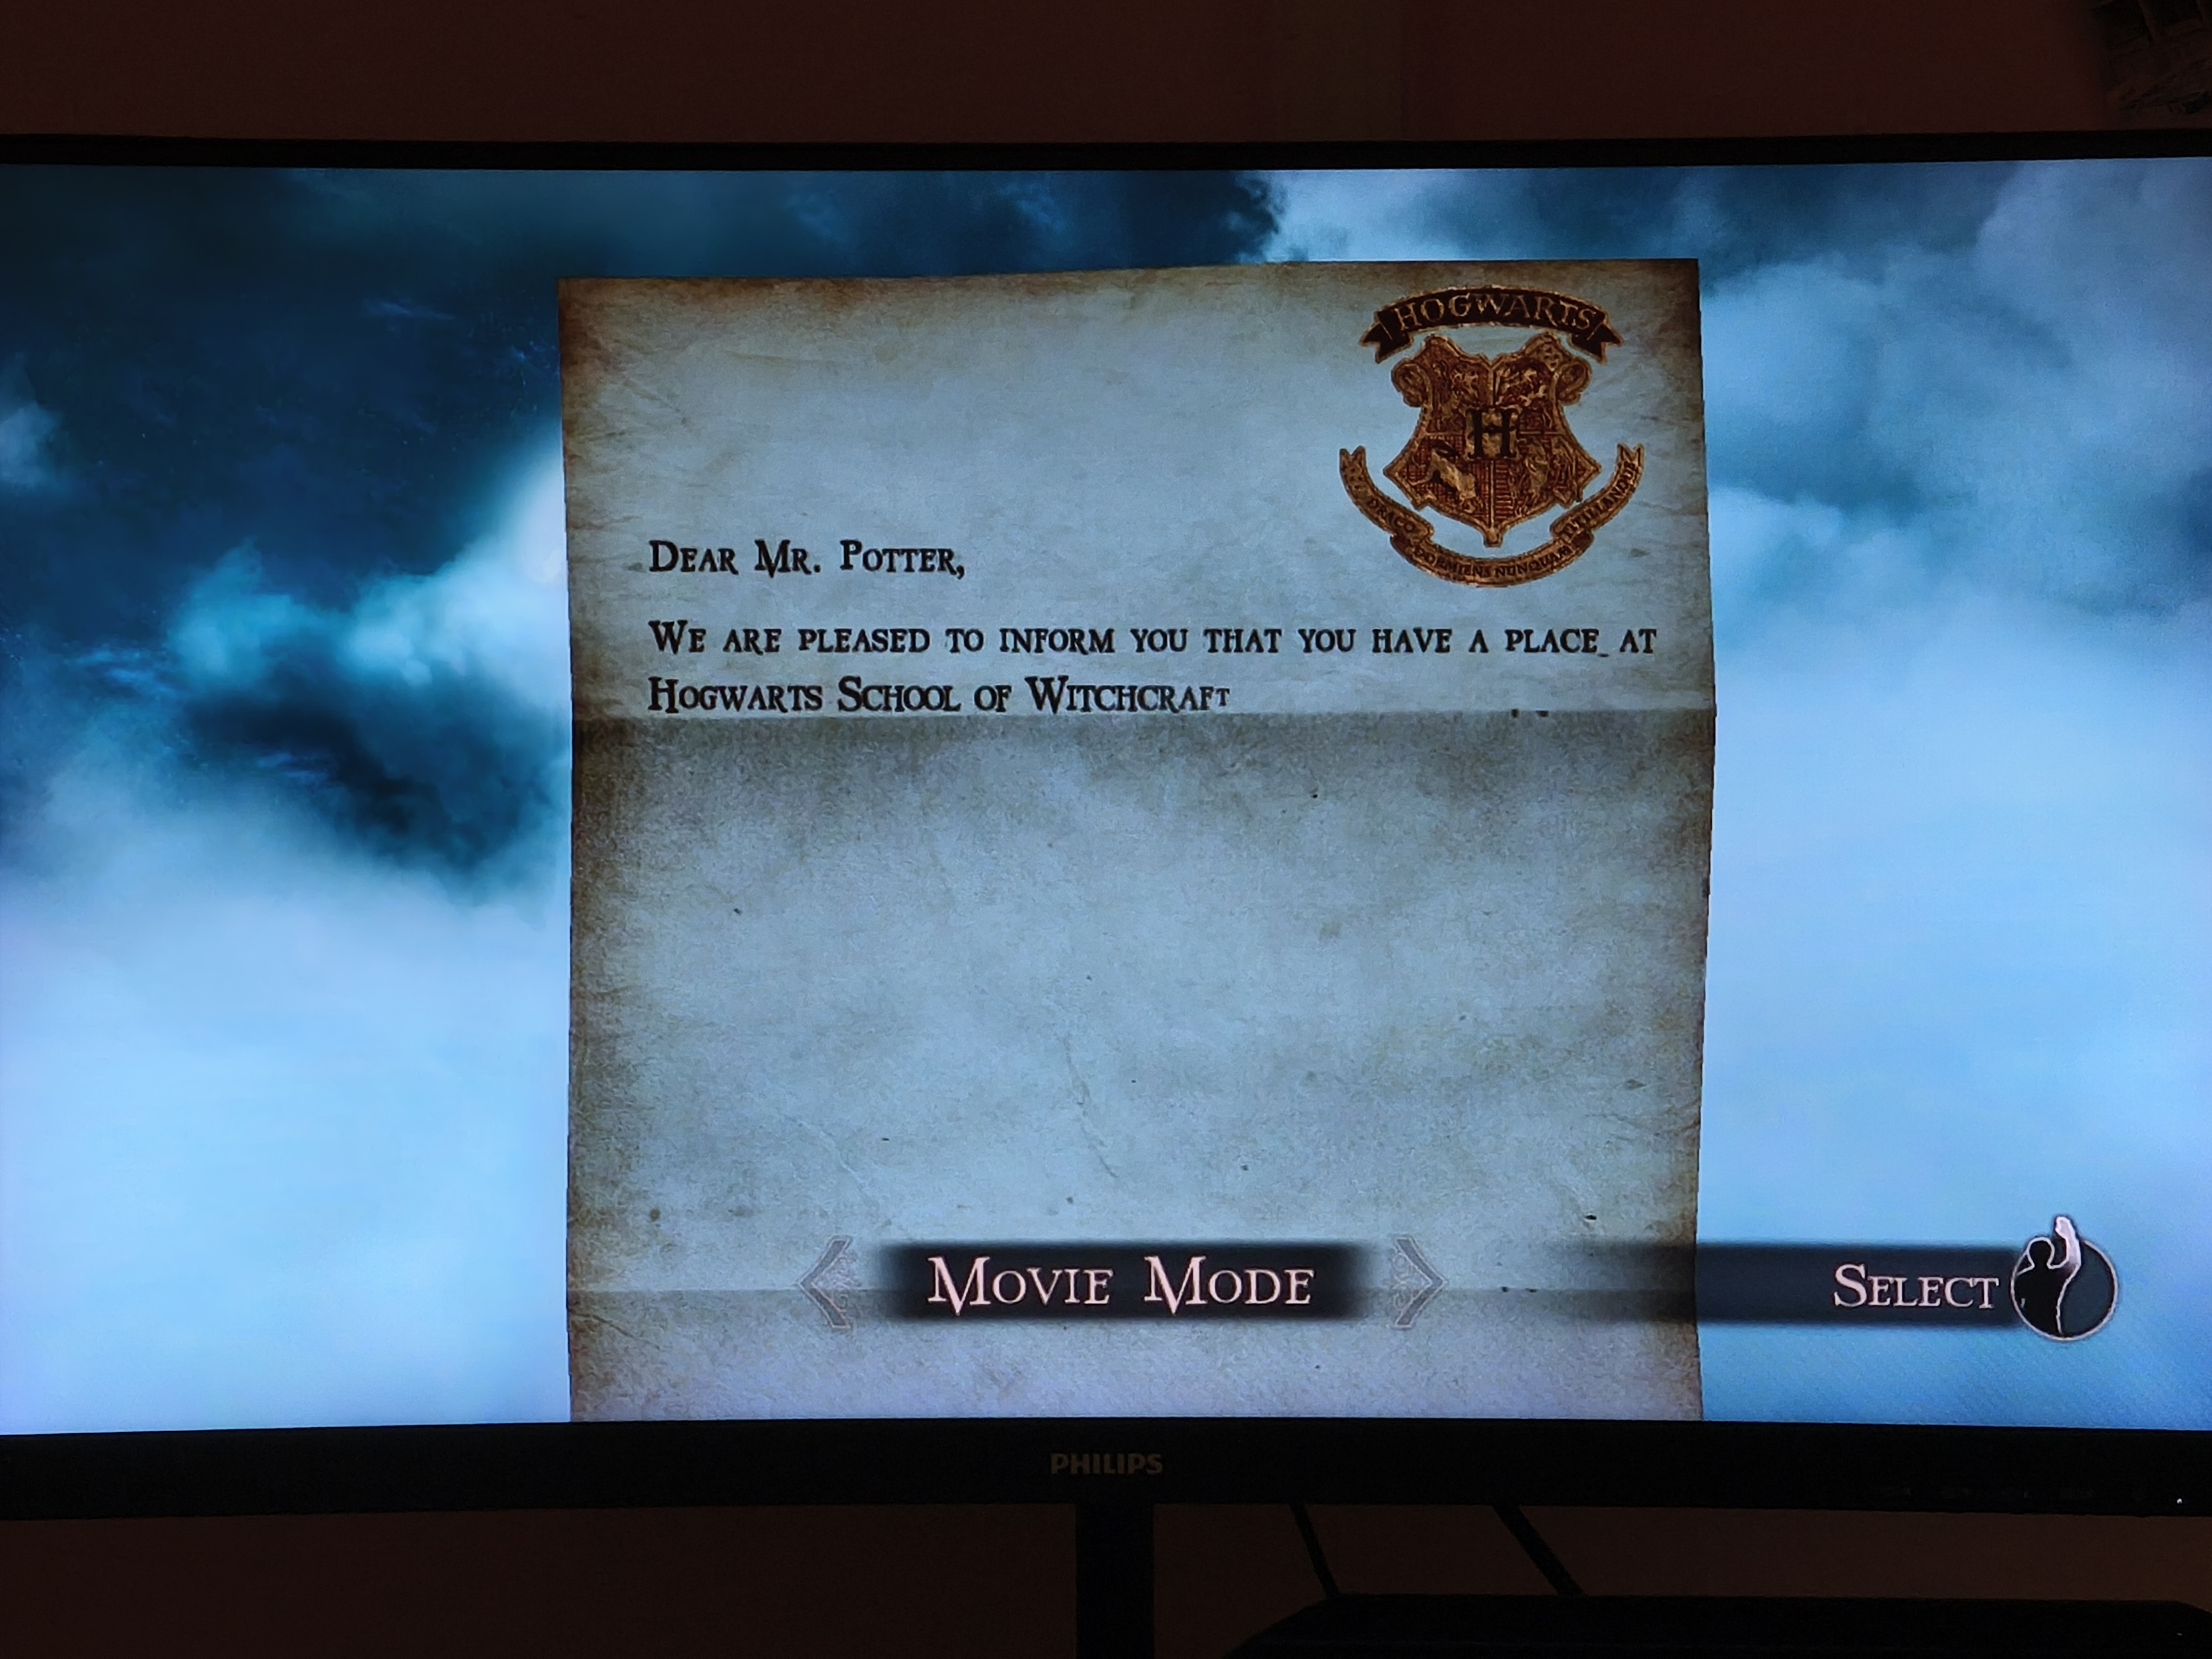 HOGWARTS
DRACO DORMIENS NUNQUAM TITILLANDUS
DEAR MR. POTTER,
WE ARE PLEASED TO INFORM YOU THAT YOU HAVE A PLACE AT
HOGWARTS SCHOOL OF WITCHCRAFT
MOVIE MODE
SELECT
PHILIPS